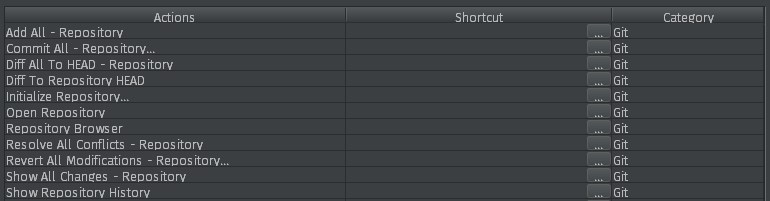 Actions Shortcut Category
Add All - Repository ... Git
Commit All - Repository... ... Git
Diff All To HEAD - Repository ... Git
Diff To Repository HEAD ... Git
Initialize Repository... ... Git
Open Repository ... Git
Repository Browser ... Git
Resolve All Conflicts - Repository ... Git
Revert All Modifications - Repository... ... Git
Show All Changes - Repository ... Git
Show Repository History ... Git